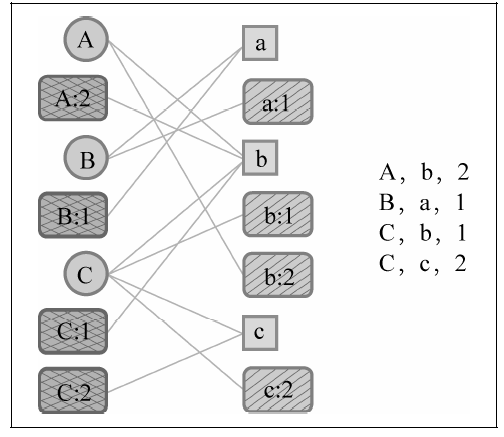 A
a
A:2
a:1
B
b
B:1
b:1
C
b:2
C:1
c
C:2
c:2
A, b, 2
B, a, 1
C, b, 1
C, c, 2